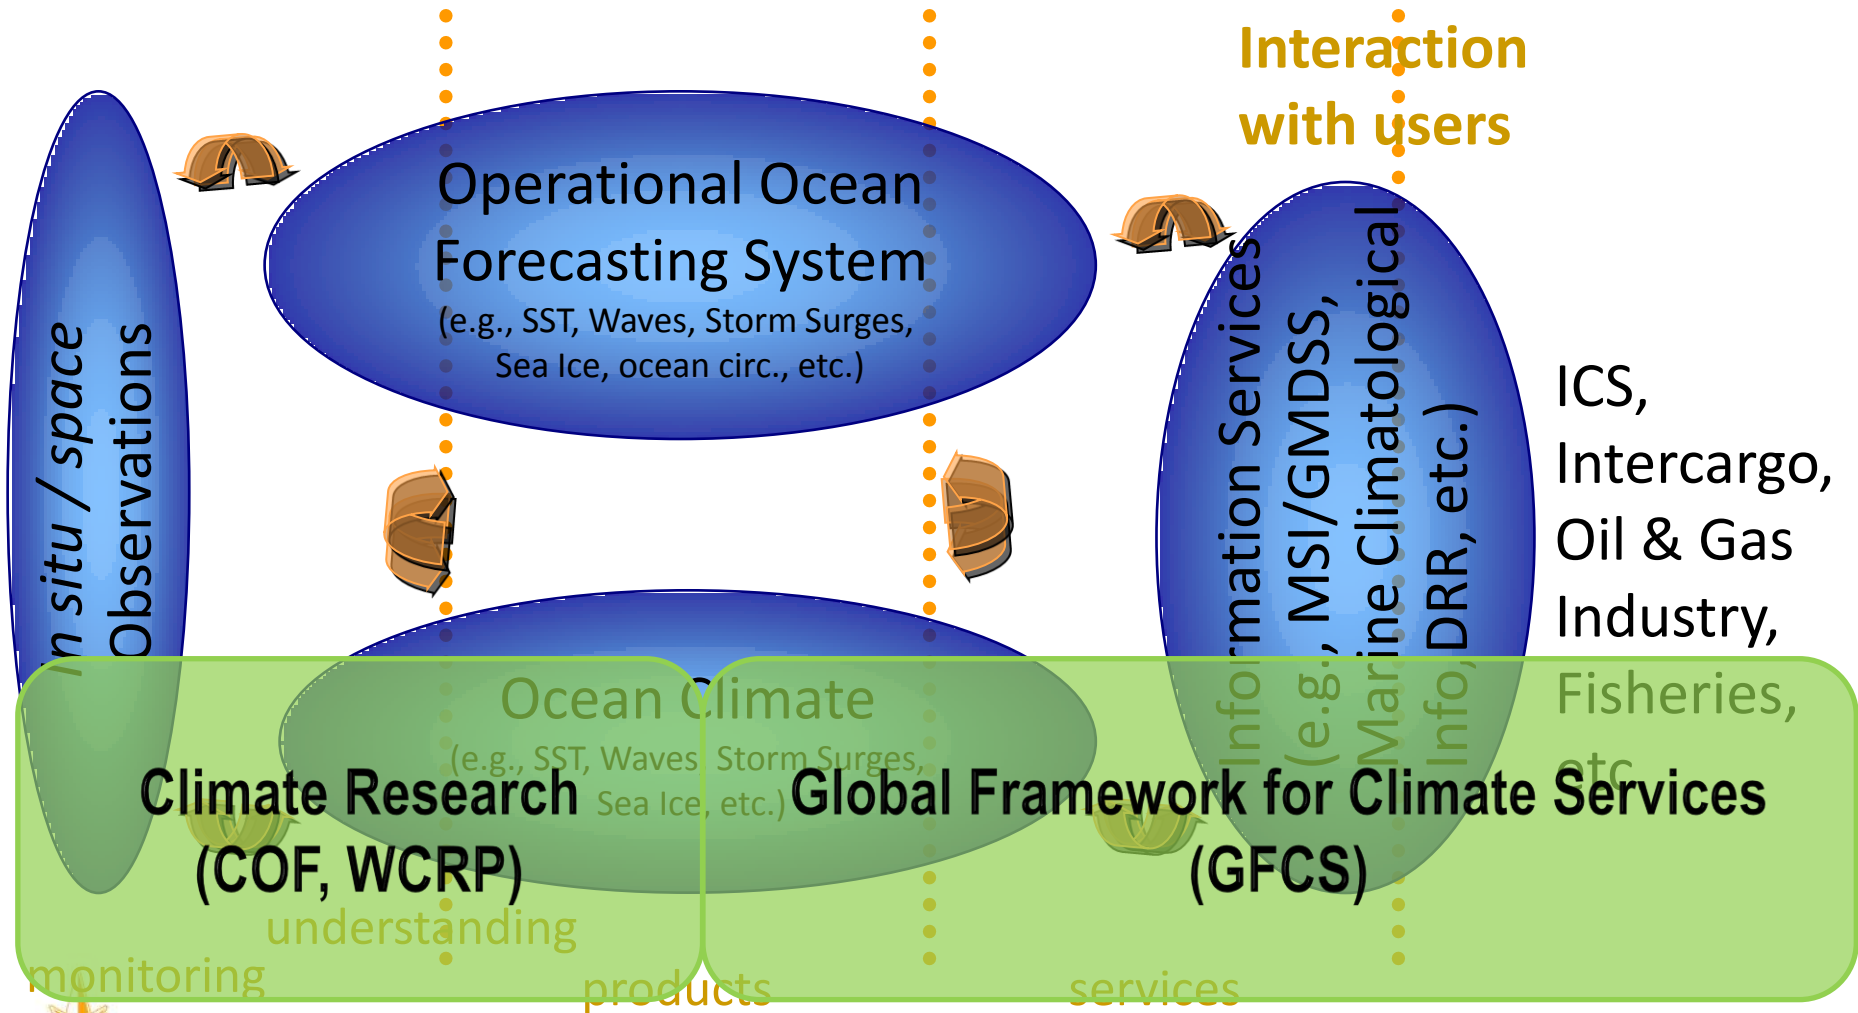 Interaction
with users
In situ / space
Observations
Operational Ocean
Forecasting System
(e.g., SST, Waves, Storm Surges,
Sea Ice, ocean circ., etc.)
Information Services
(e.g., MSI/GMDSS,
Marine Climatological
Info, DRR, etc.)
ICS,
Intercargo,
Oil & Gas
Industry,
Fisheries,
etc
Ocean Climate
(e.g., SST, Waves, Storm Surges,
Sea Ice, etc.)
Climate Research
(COF, WCRP)
Global Framework for Climate Services
(GFCS)
understanding
monitoring
products
services